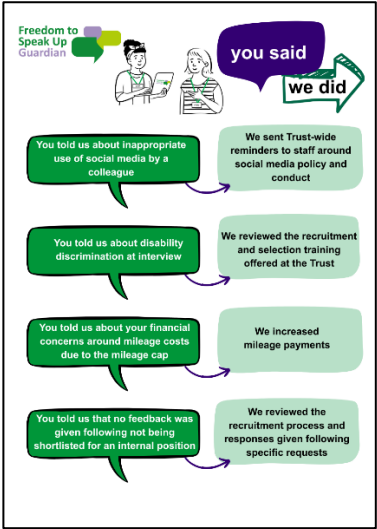 Freedom to
Speak Up
Guardian
you said
we did
You told us about inappropriate
use of social media by a
colleague
We sent Trust-wide
reminders to staff around
social media policy and
conduct
You told us about disability
discrimination at interview
We reviewed the recruitment
and selection training
offered at the Trust
You told us about your financial
concerns around mileage costs
due to the mileage cap
We increased
mileage payments
You told us that no feedback was
given following not being
shortlisted for an internal position
We reviewed the
recruitment process and
responses given following
specific requests